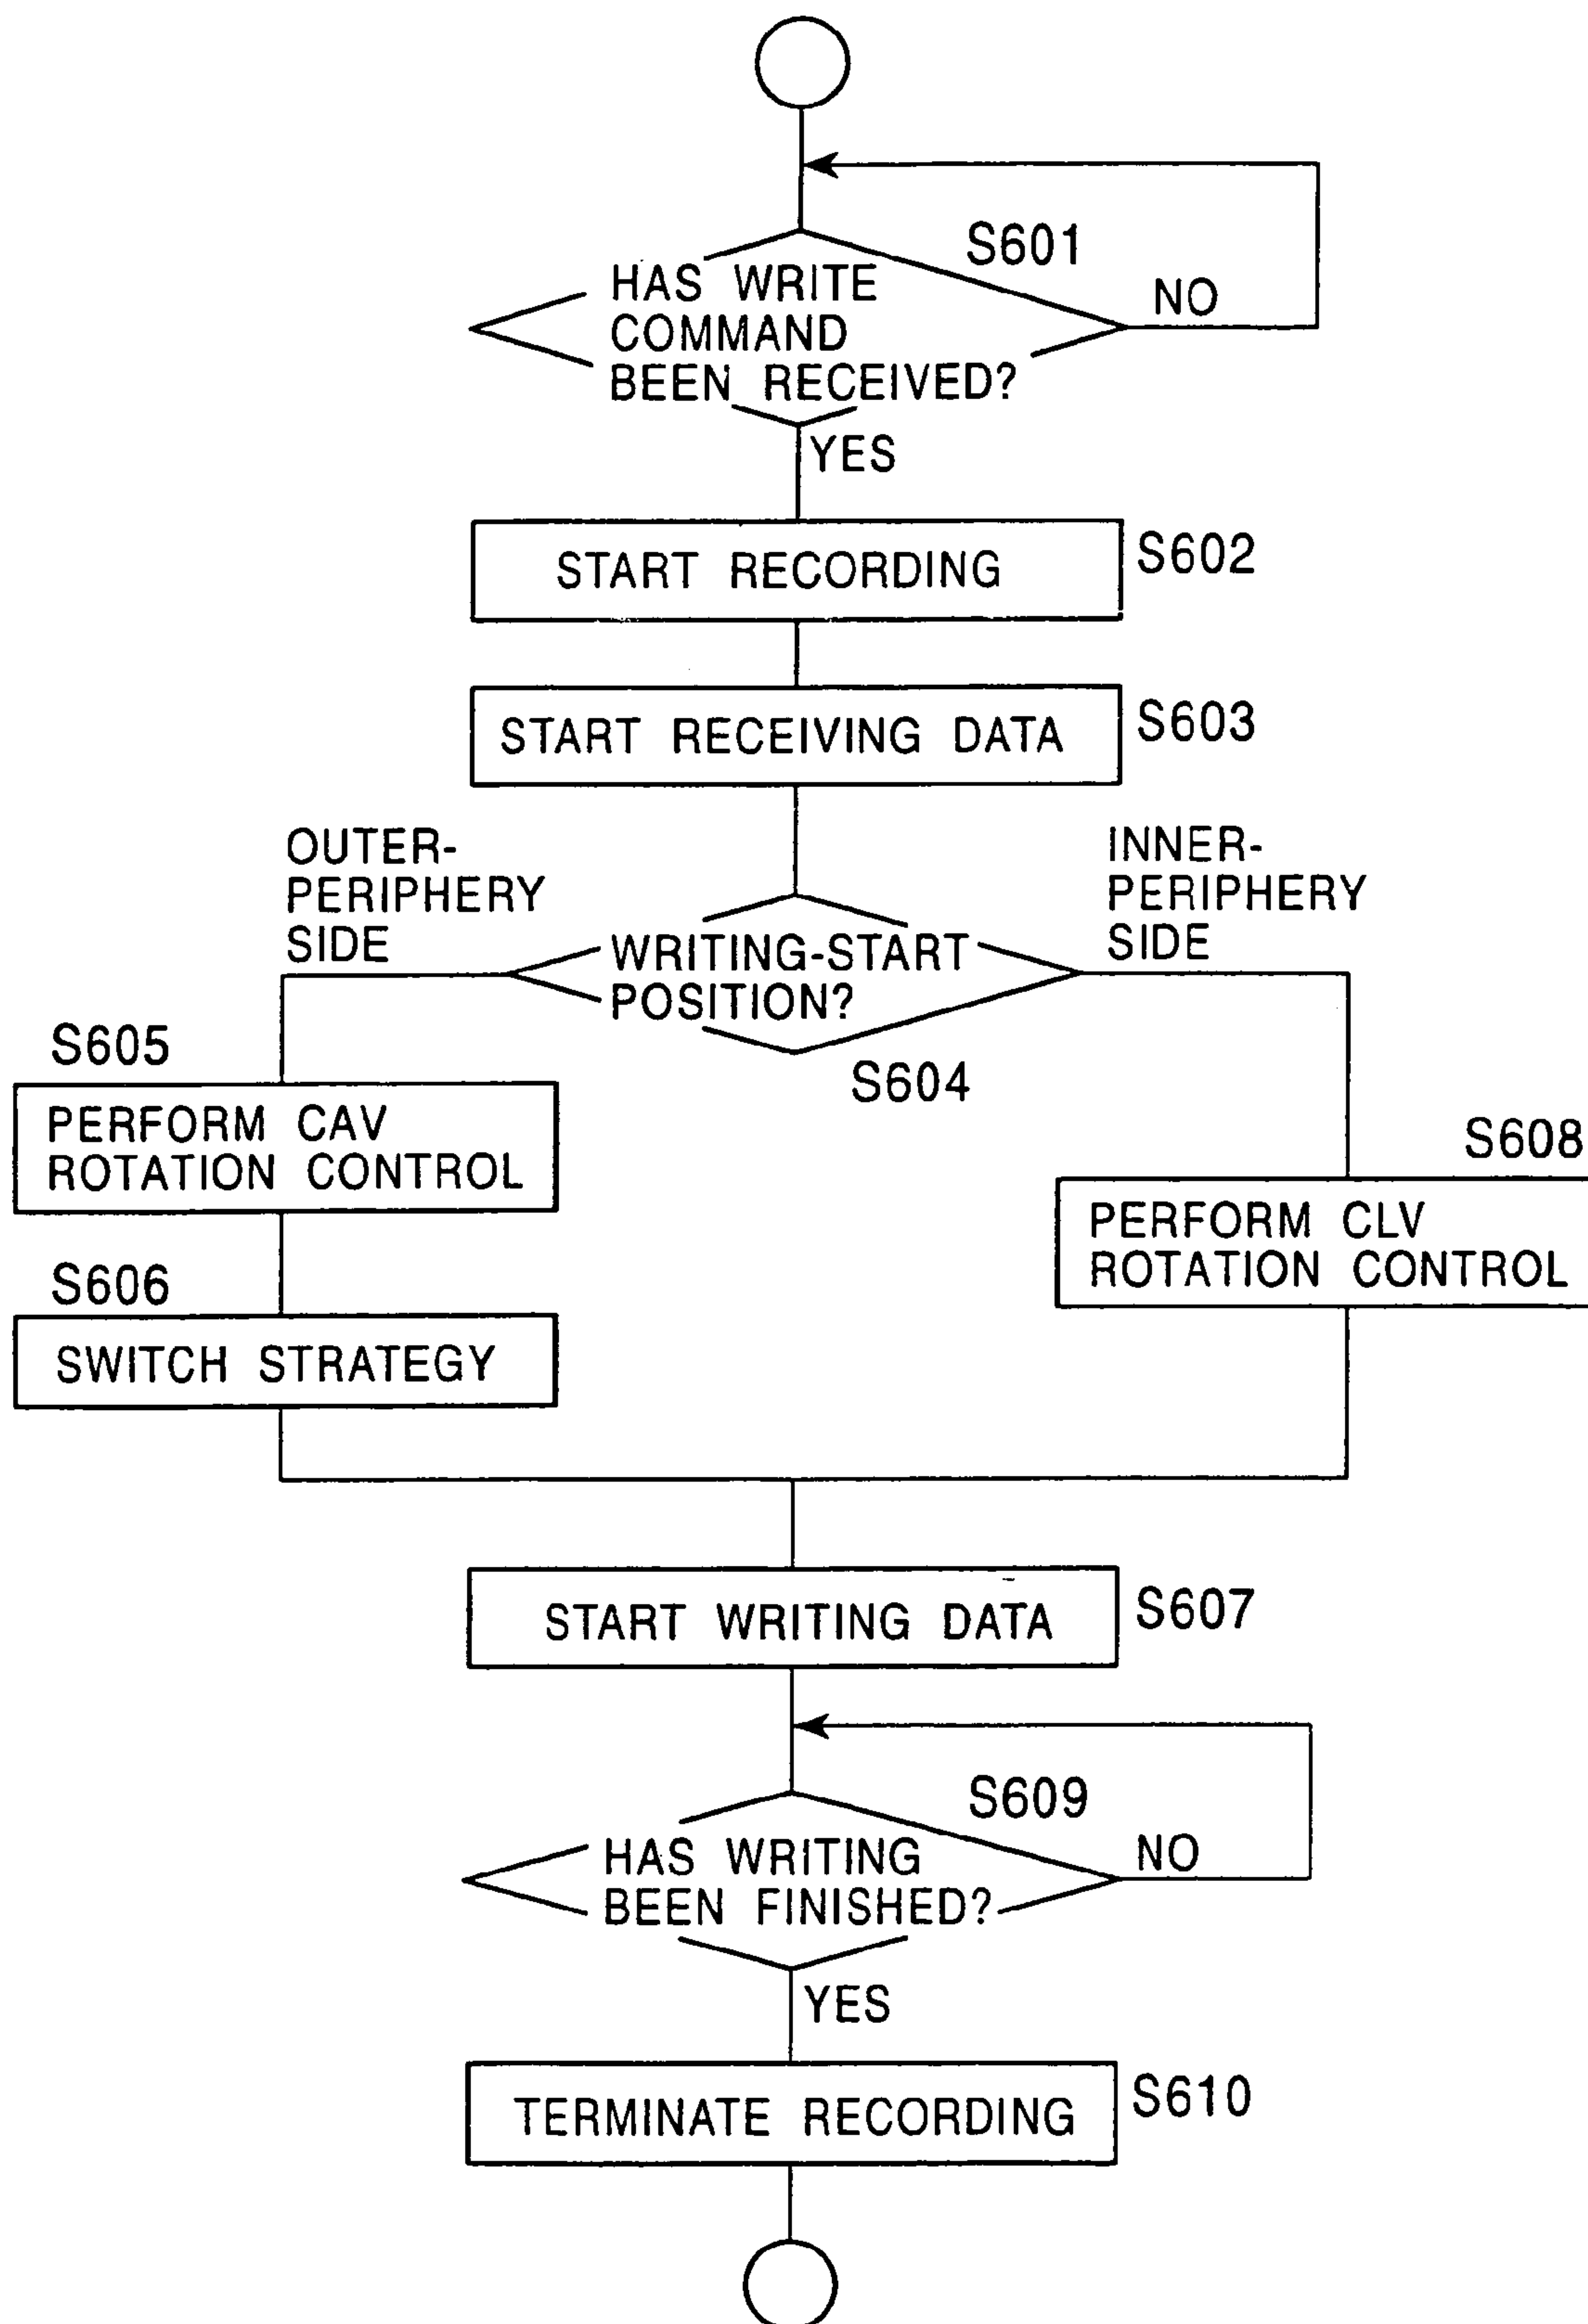 S601
HAS WRITE
COMMAND
BEEN RECEIVED?
NO
YES
START RECORDING
S602
START RECEIVING DATA
S603
OUTER-
PERIPHERY
SIDE
INNER-
PERIPHERY
SIDE
WRITING-START
POSITION?
S604
S605
PERFORM CAV
ROTATION CONTROL
S608
PERFORM CLV
ROTATION CONTROL
S606
SWITCH STRATEGY
START WRITING DATA
S607
S609
HAS WRITING
BEEN FINISHED?
NO
YES
TERMINATE RECORDING
S610